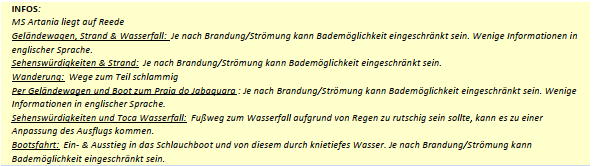 INFOS:
MS Artania liegt auf Reede
Geländewagen, Strand & Wasserfall: Je nach Brandung/Strömung kann Bademöglichkeit eingeschränkt sein. Wenige Informationen in
englischer Sprache.
Sehenswürdigkeiten & Strand: Je nach Brandung/Strömung kann Bademöglichkeit eingeschränkt sein.
Wanderung: Wege zum Teil schlammig
Per Geländewagen und Boot zum Praia do Jabaquara : Je nach Brandung/Strömung kann Bademöglichkeit eingeschränkt sein. Wenige
Informationen in englischer Sprache.
Sehenswürdigkeiten und Toca Wasserfall: Fußweg zum Wasserfall aufgrund von Regen zu rutschig sein sollte, kann es zu einer
Anpassung des Ausflugs kommen.
Bootsfahrt: Ein- & Ausstieg in das Schlauchboot und von diesem durch knietiefes Wasser. Je nach Brandung/Strömung kann
Bademöglichkeit eingeschränkt sein.